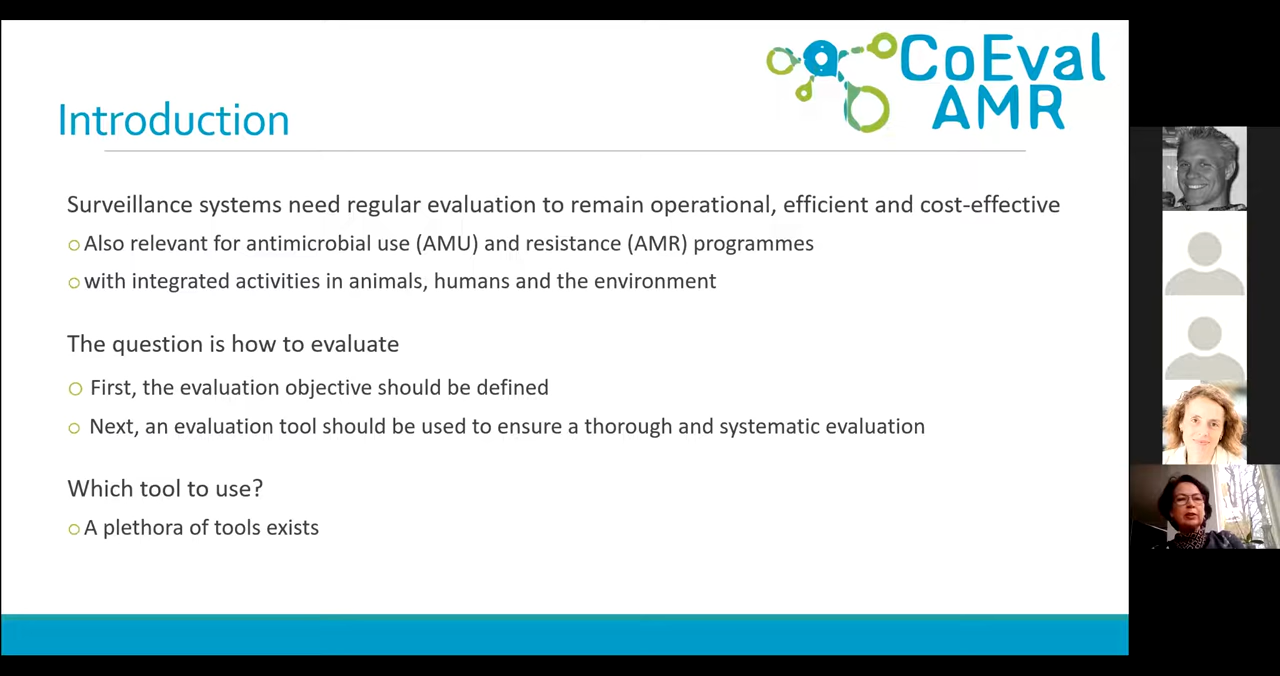 CoEval
AMR
Introduction
Surveillance systems need regular evaluation to remain operational, efficient and cost-effective
Also relevant for antimicrobial use (AMU) and resistance (AMR) programmes
with integrated activities in animals, humans and the environment
The question is how to evaluate
First, the evaluation objective should be defined
Next, an evaluation tool should be used to ensure a thorough and systematic evaluation
Which tool to use?
A plethora of tools exists